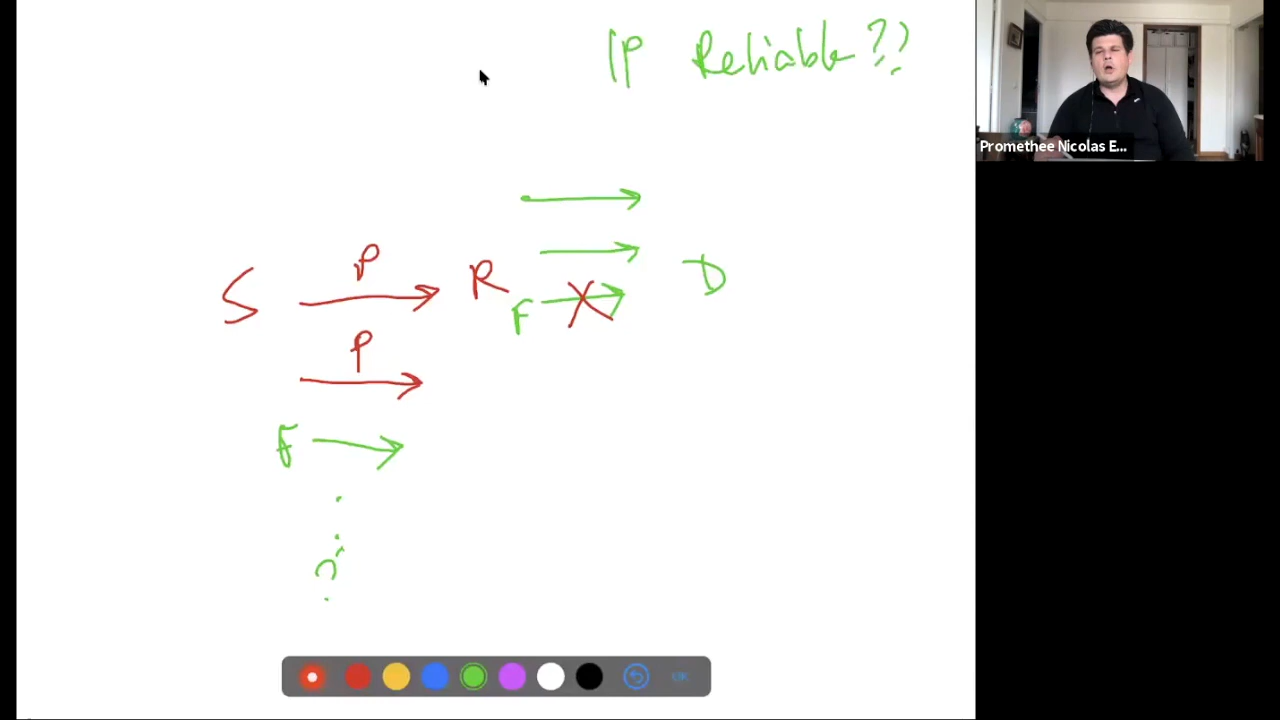 IP Reliable??
Promethee Nicolas E...
P
S R D
F
P
F
?